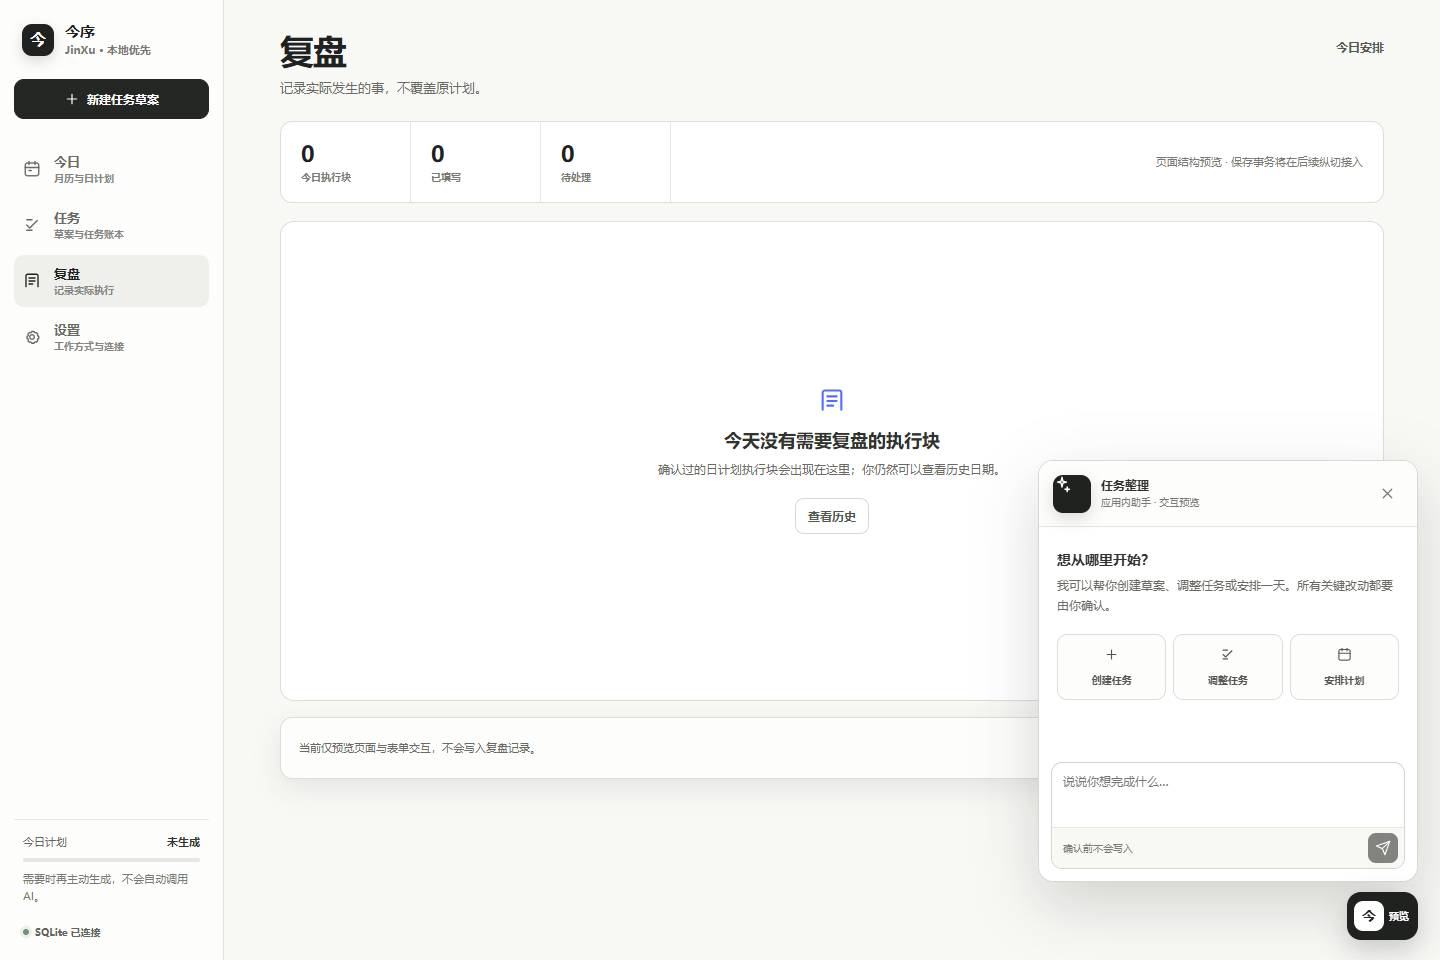 今
今序
JinXu • 本地优先
新建任务草案
今日
月历与日计划
任务
草案与任务账本
复盘
记录实际执行
设置
工作方式与连接
今日计划
未生成
需要时再主动生成，不会自动调用
AI。
SQLite 已连接
复盘
记录实际发生的事，不覆盖原计划。
今日安排
0
今日执行块
0
已填写
0
待处理
页面结构预览 · 保存事务将在后续纵切接入
今天没有需要复盘的执行块
确认过的日计划执行块会出现在这里；你仍然可以查看历史日期。
查看历史
当前仅预览页面与表单交互，不会写入复盘记录。
任务整理
应用内助手 · 交互预览
想从哪里开始？
我可以帮你创建草案、调整任务或安排一天。所有关键改动都要
由你确认。
创建任务
调整任务
安排计划
说说你想完成什么...
确认前不会写入
今
预览